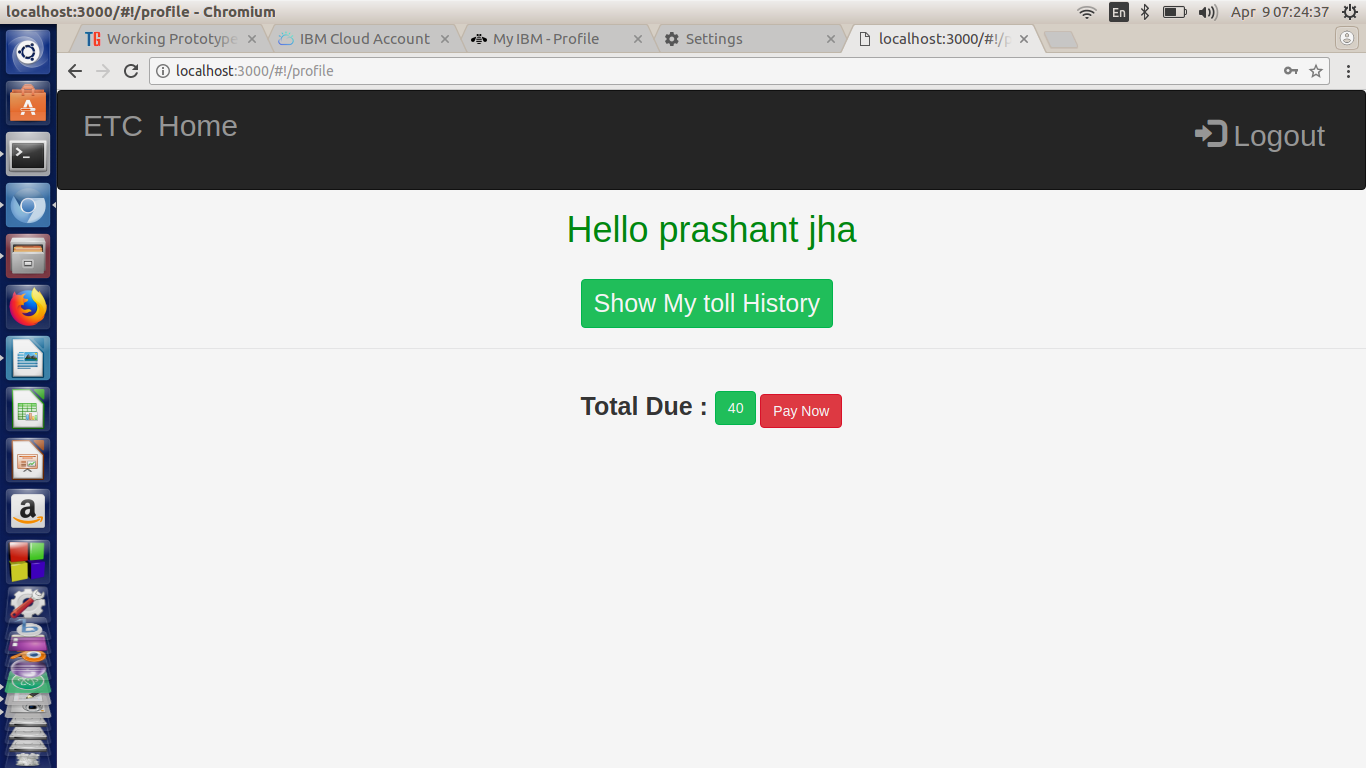 localhost:3000/#!/profile - Chromium
En
Apr 9 07:24:37
TG Working Prototype
IBM Cloud Account
My IBM - Profile
Settings
localhost:3000/#!/p
localhost:3000/#!/profile
ETC Home
Logout
Hello prashant jha
Show My toll History
Total Due : 40 Pay Now